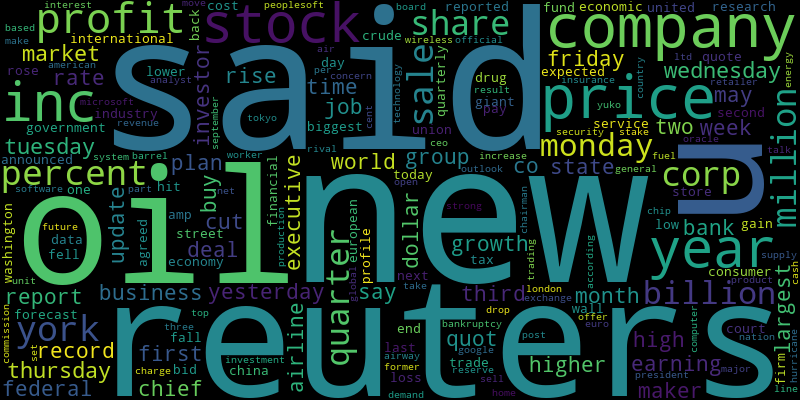 interest
peoplesoft
move
cost
board
reported
fund
economic
united
research
based
make
profit
back
stock
share
company
international
air
wireless
official
crude
market
american
day
per
concern
lower
rise
sale
quarterly
drug
result
giant
pay
friday
expected
ltd
quote
insurance
retailer
wednesday
energy
rose
rate
analyst
investor
time
job
said
technology
yuko
country
price
may
million
inc
microsoft
industry
revenue
september
tokyo
cent
biggest
rival
union
ceo
service
security
stake
second
two
week
government
tuesday
announced
system
barrel
worker
increase
oracle
talk
monday
fuel
general
percent
software
one
part
plan
hit
buy
net
financial
world
today
open
group
outlook
co
state
corp
store
u
washington
future
data
fell
unit
oil
update
agreed
amp
street
economy
cut
deal
production
executive
new
european
profile
dollar
strong
chairman
growth
tax
trading
according
chip
low
bank
gain
consumer
year
supply
product
cash
report
forecast
business
yesterday
quarter
global
say
next
take
third
london
exchange
month
wall
billion
largest
firm
hurricane
commission
set
york
record
top
three
fall
first
bid
investment
china
airline
reuters
end
last
airway
former
loss
bankruptcy
google
quot
trade
reserve
drop
offer
post
euro
higher
computer
high
court
nation
earning
thursday
federal
chief
charge
demand
sell
home
maker
president
major
line